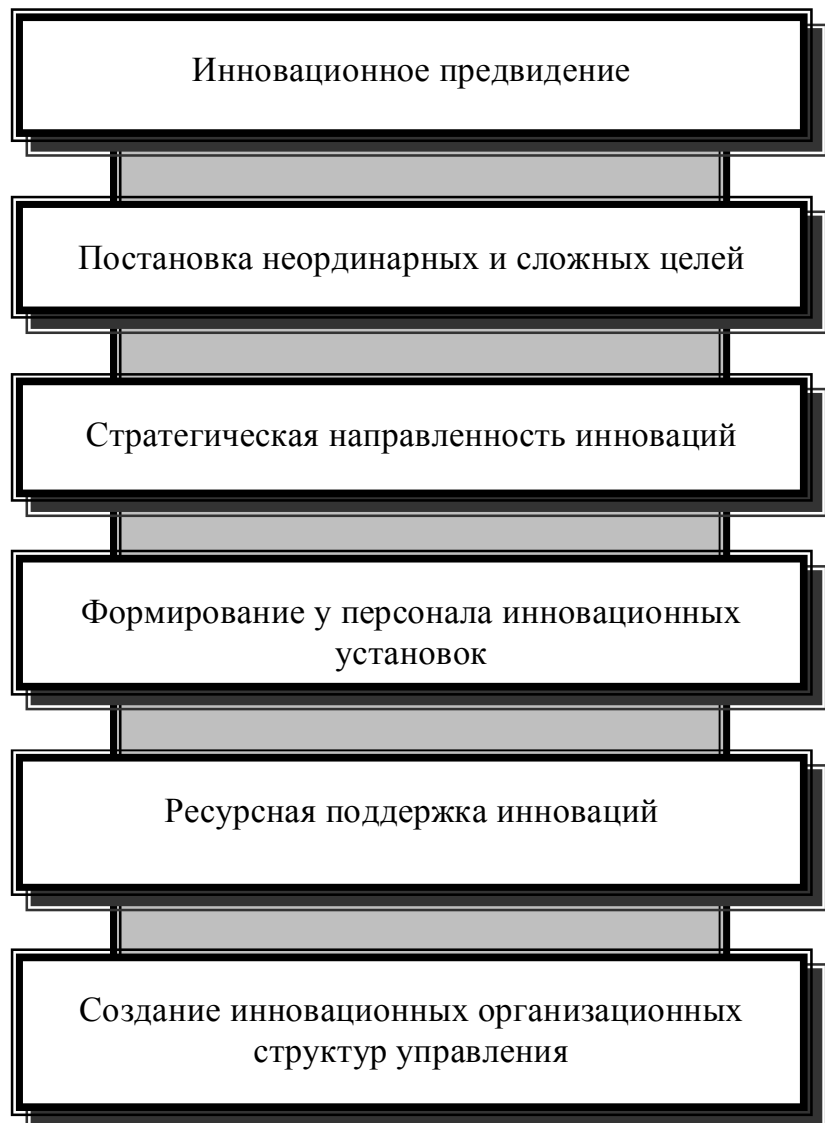 Инновационное предвидение
Постановка неординарных и сложных целей
Стратегическая направленность инноваций
Формирование у персонала инновационных
установок
Ресурсная поддержка инноваций
Создание инновационных организационных
структур управления